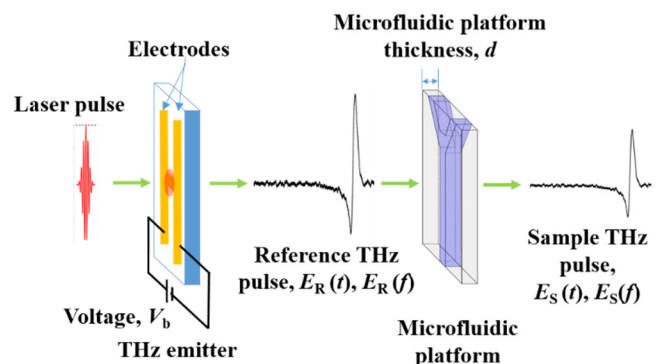 Microfluidic platform
thickness, d
Electrodes
Laser pulse
Reference THz
pulse, E_R (t), E_R (f)
Sample THz
pulse,
E_S (t), E_S(f)
Voltage, V_b
THz emitter
Microfluidic
platform